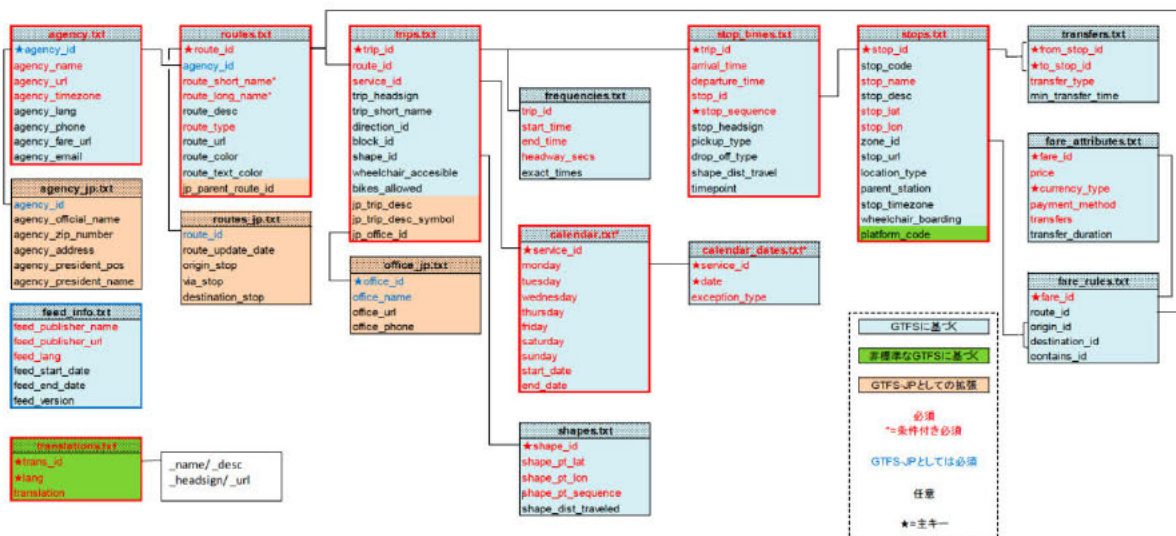 agency.txt
★agency_id
agency_name
agency_url
agency_timezone
agency_lang
agency_phone
agency_fare_url
agency_email
agency_jp.txt
agency_id
agency_official_name
agency_zip_number
agency_address
agency_president_pos
agency_president_name
feed_info.txt
feed_publisher_name
feed_publisher_url
feed_lang
feed_start_date
feed_end_date
feed_version
translations.txt
★trans_id
★lang
translation
_name/_desc
_headsign/_url
routes.txt
★route_id
agency_id
route_short_name*
route_long_name*
route_desc
route_type
route_url
route_color
route_text_color
jp_parent_route_id
routes_jp.txt
route_id
route_update_date
origin_stop
via_stop
destination_stop
trips.txt
★trip_id
route_id
service_id
trip_headsign
trip_short_name
direction_id
block_id
shape_id
wheelchair_accesible
bikes_allowed
jp_trip_desc
jp_trip_desc_symbol
jp_office_id
office_jp.txt
★office_id
office_name
office_url
office_phone
frequencies.txt
trip_id
start_time
end_time
headway_secs
exact_times
calendar.txt*
★service_id
monday
tuesday
wednesday
thursday
friday
saturday
sunday
start_date
end_date
shapes.txt
★shape_id
shape_pt_lat
shape_pt_lon
shape_pt_sequence
shape_dist_traveled
stop_times.txt
★trip_id
arrival_time
departure_time
stop_id
★stop_sequence
stop_headsign
pickup_type
drop_off_type
shape_dist_travel
timepoint
calendar_dates.txt*
★service_id
★date
exception_type
stops.txt
★stop_id
stop_code
stop_name
stop_desc
stop_lat
stop_lon
zone_id
stop_url
location_type
parent_station
stop_timezone
wheelchair_boarding
platform_code
transfers.txt
★from_stop_id
★to_stop_id
transfer_type
min_transfer_time
fare_attributes.txt
★fare_id
price
★currency_type
payment_method
transfers
transfer_duration
fare_rules.txt
★fare_id
route_id
origin_id
destination_id
contains_id
GTFSに基づく
非標準なGTFSに基づく
GTFS-JPとしての拡張
必須
*=条件付き必須
GTFS-JPとしては必須
任意
★=主キー